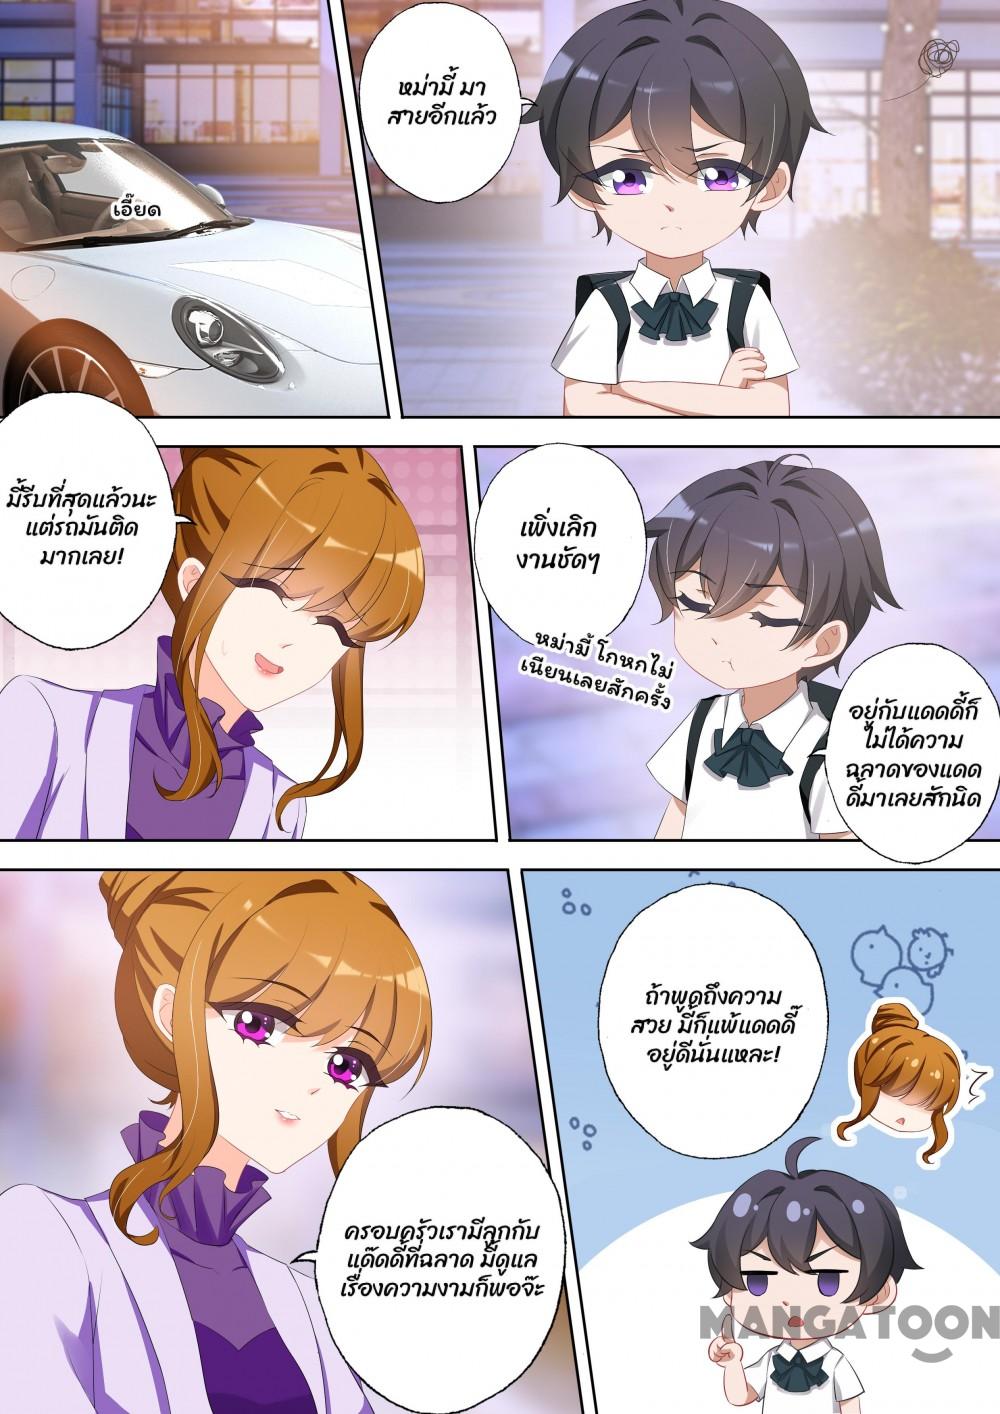 เอี๊ยด
หม่ามี้ มา
สายอีกแล้ว
มี้รีบที่สุดแล้วนะ
แต่รถมันติด
มากเลย!
เพิ่งเลิก
งานชัดๆ
หม่ามี้ โกหกไม่
เนียนเลยสักครั้ง
อยู่กับแดดดี้ก็
ไม่ได้ความ
ฉลาดของแดด
ดี้มาเลยสักนิด
ครอบครัวเรามีลูกกับ
แด๊ดดี้ที่ฉลาด มี้ดูแล
เรื่องความงามก็พอจ๊ะ
ถ้าพูดถึงความ
สวย มี้ก็แพ้แดดดี้
อยู่ดีนั่นแหละ!
MANGATOON